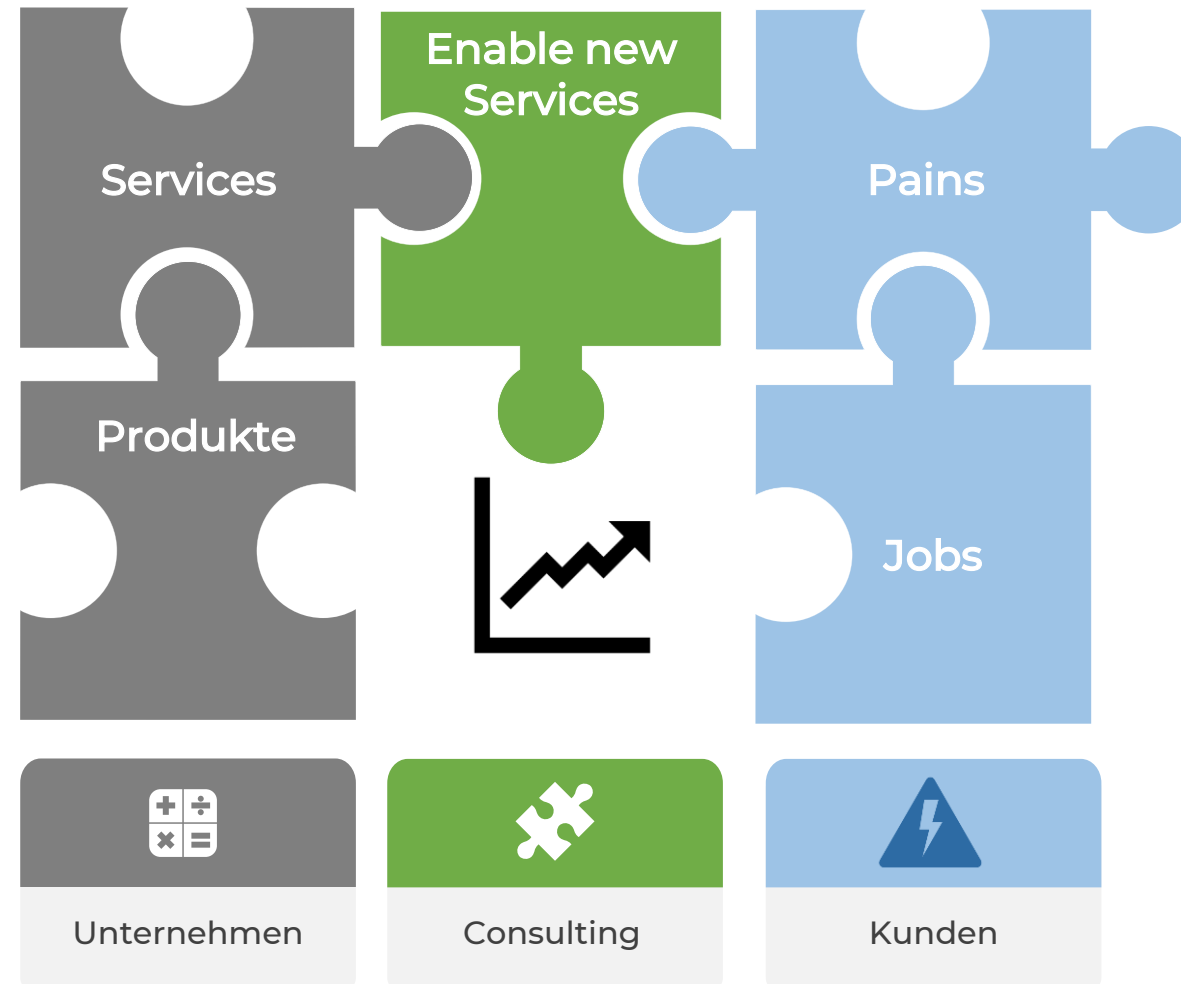 Enable new
Services
Services
Pains
Produkte
Jobs
Unternehmen
Consulting
Kunden